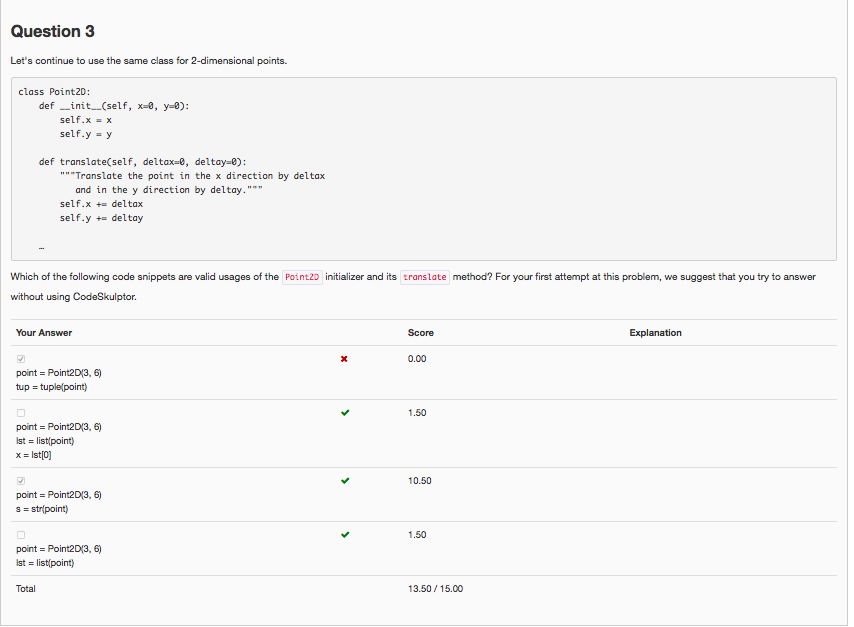 Question 3
Let's continue to use the same class for 2-dimensional points.
class Point2D:
    def __init__(self, x=0, y=0):
        self.x = x
        self.y = y
    def translate(self, deltax=0, deltay=0):
        """Translate the point in the x direction by deltax
           and in the y direction by deltay."""
        self.x += deltax
        self.y += deltay
    …
Which of the following code snippets are valid usages of the Point2D initializer and its translate method? For your first attempt at this problem, we suggest that you try to answer
without using CodeSkulptor.
Your Answer Score Explanation
0.00
point = Point2D(3, 6)
tup = tuple(point)
1.50
point = Point2D(3, 6)
lst = list(point)
x = lst[0]
10.50
point = Point2D(3, 6)
s = str(point)
1.50
point = Point2D(3, 6)
lst = list(point)
Total 13.50 / 15.00